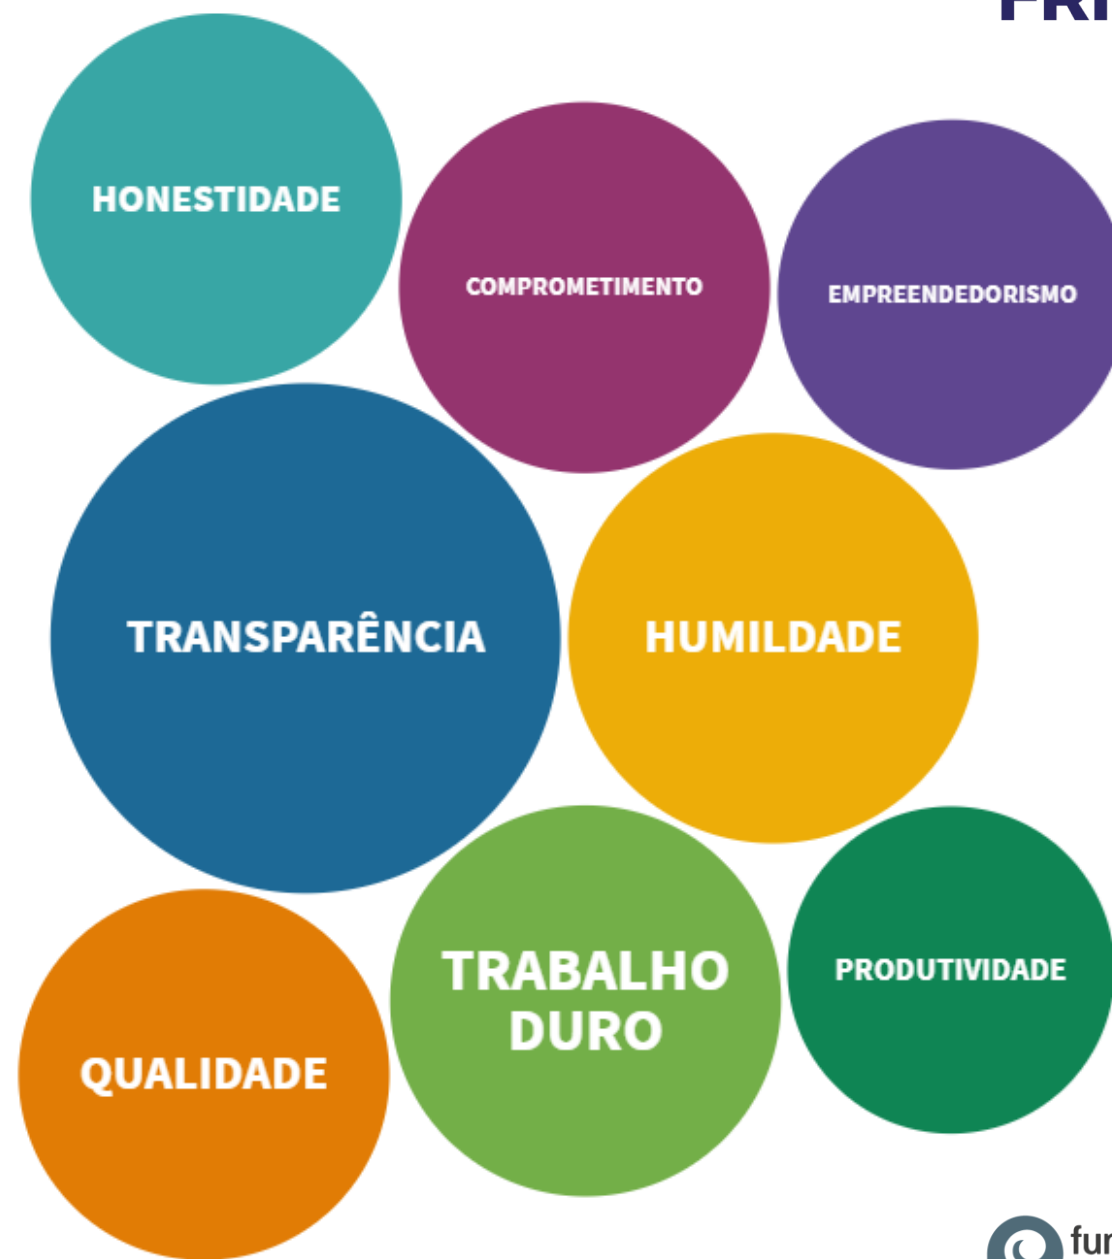 HONESTIDADE
COMPROMETIMENTO
EMPREENDEDORISMO
TRANSPARÊNCIA
HUMILDADE
TRABALHO
DURO
PRODUTIVIDADE
QUALIDADE